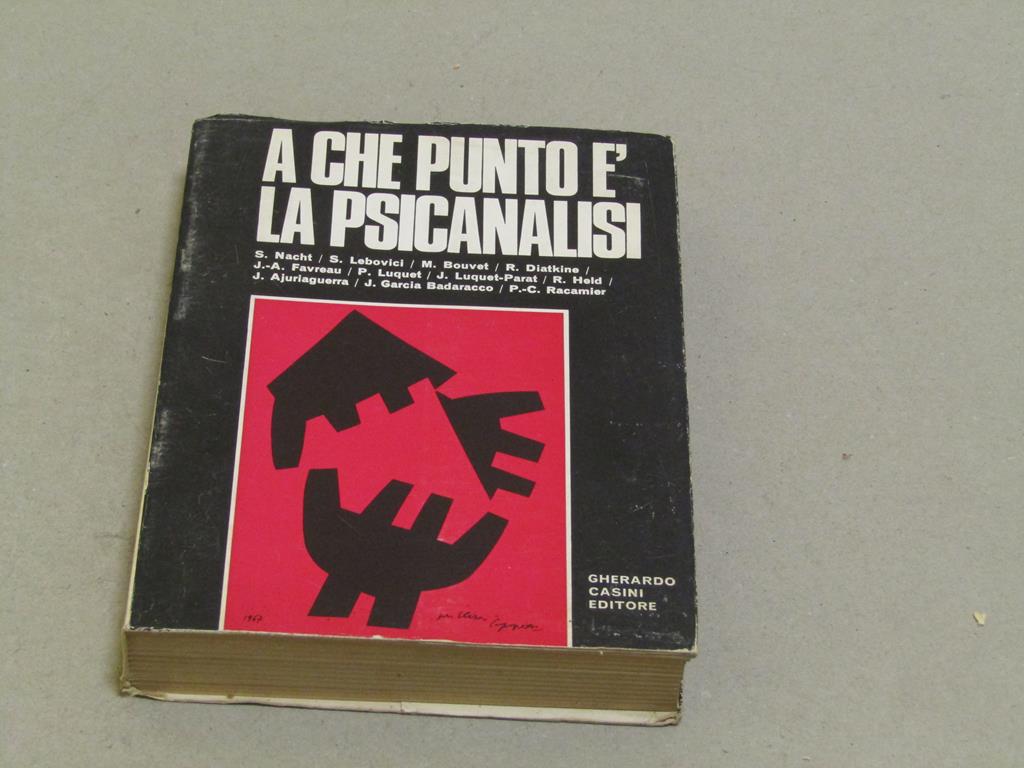 A CHE PUNTO E'
LA PSICANALISI
S. Nacht / S. Lebovici / M. Bouvet / R. Diatkine /
J.-A. Favreau / P. Luquet / J. Luquet-Parat / R. Held /
J. Ajuriaguerra / J. Garcia Badaracco / P.-C. Racamier
GHERARDO
CASINI
EDITORE
1967